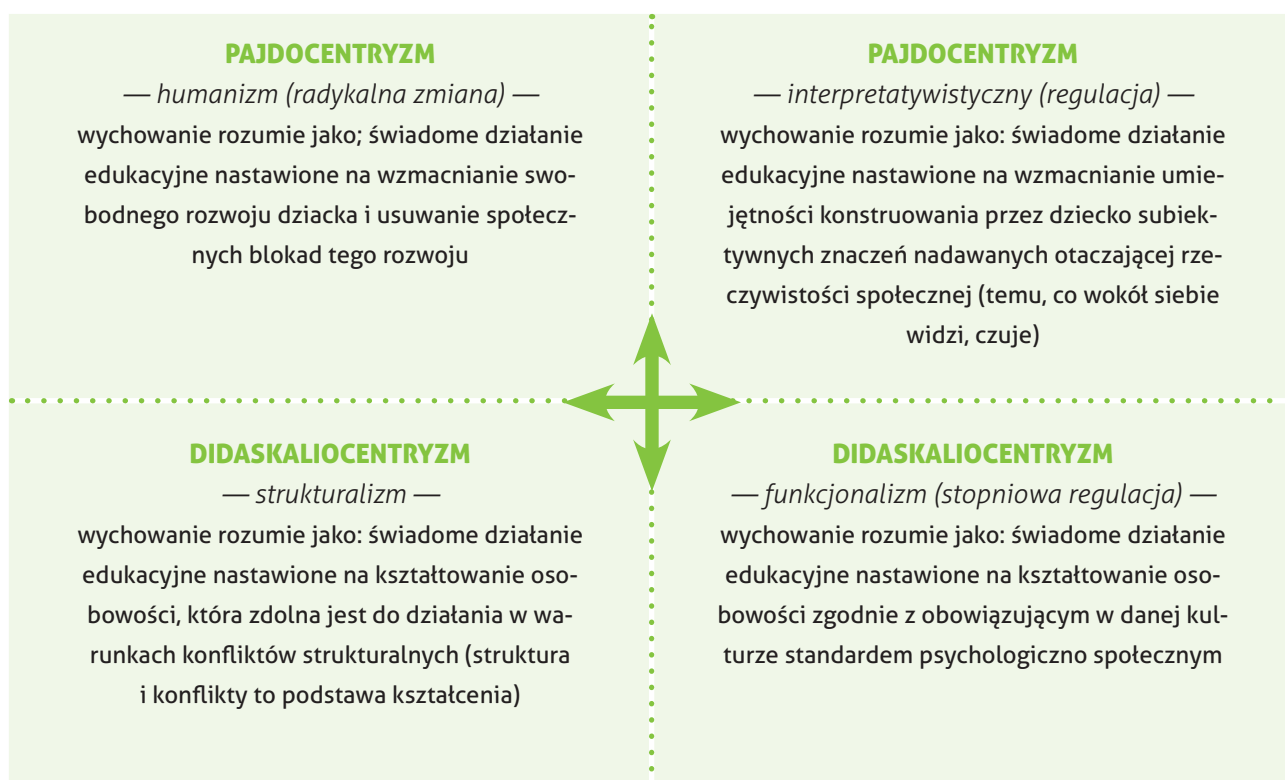 PAJDOCENTRYZM
— humanizm (radykalna zmiana) —
wychowanie rozumie jako; świadome działanie
edukacyjne nastawione na wzmacnianie swo-
bodnego rozwoju dziacka i usuwanie społecz-
nych blokad tego rozwoju
PAJDOCENTRYZM
— interpretatywistyczny (regulacja) —
wychowanie rozumie jako: świadome działanie
edukacyjne nastawione na wzmacnianie umie-
jętności konstruowania przez dziecko subiek-
tywnych znaczeń nadawanych otaczającej rze-
czywistości społecznej (temu, co wokół siebie
widzi, czuje)
DIDASKALIOCENTRYZM
— strukturalizm —
wychowanie rozumie jako: świadome działanie
edukacyjne nastawione na kształtowanie oso-
bowości, która zdolna jest do działania w wa-
runkach konfliktów strukturalnych (struktura
i konflikty to podstawa kształcenia)
DIDASKALIOCENTRYZM
— funkcjonalizm (stopniowa regulacja) —
wychowanie rozumie jako: świadome działanie
edukacyjne nastawione na kształtowanie oso-
bowości zgodnie z obowiązującym w danej kul-
turze standardem psychologiczno społecznym